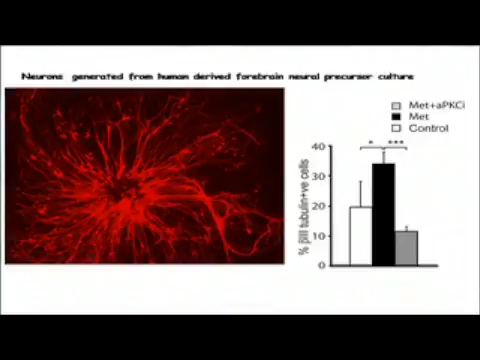 Neurons generated from human derived forebrain neural precursor culture
Met+aPKCi
Met
Control
% βIII tubulin+ve cells
40
30
20
10
0
*
***